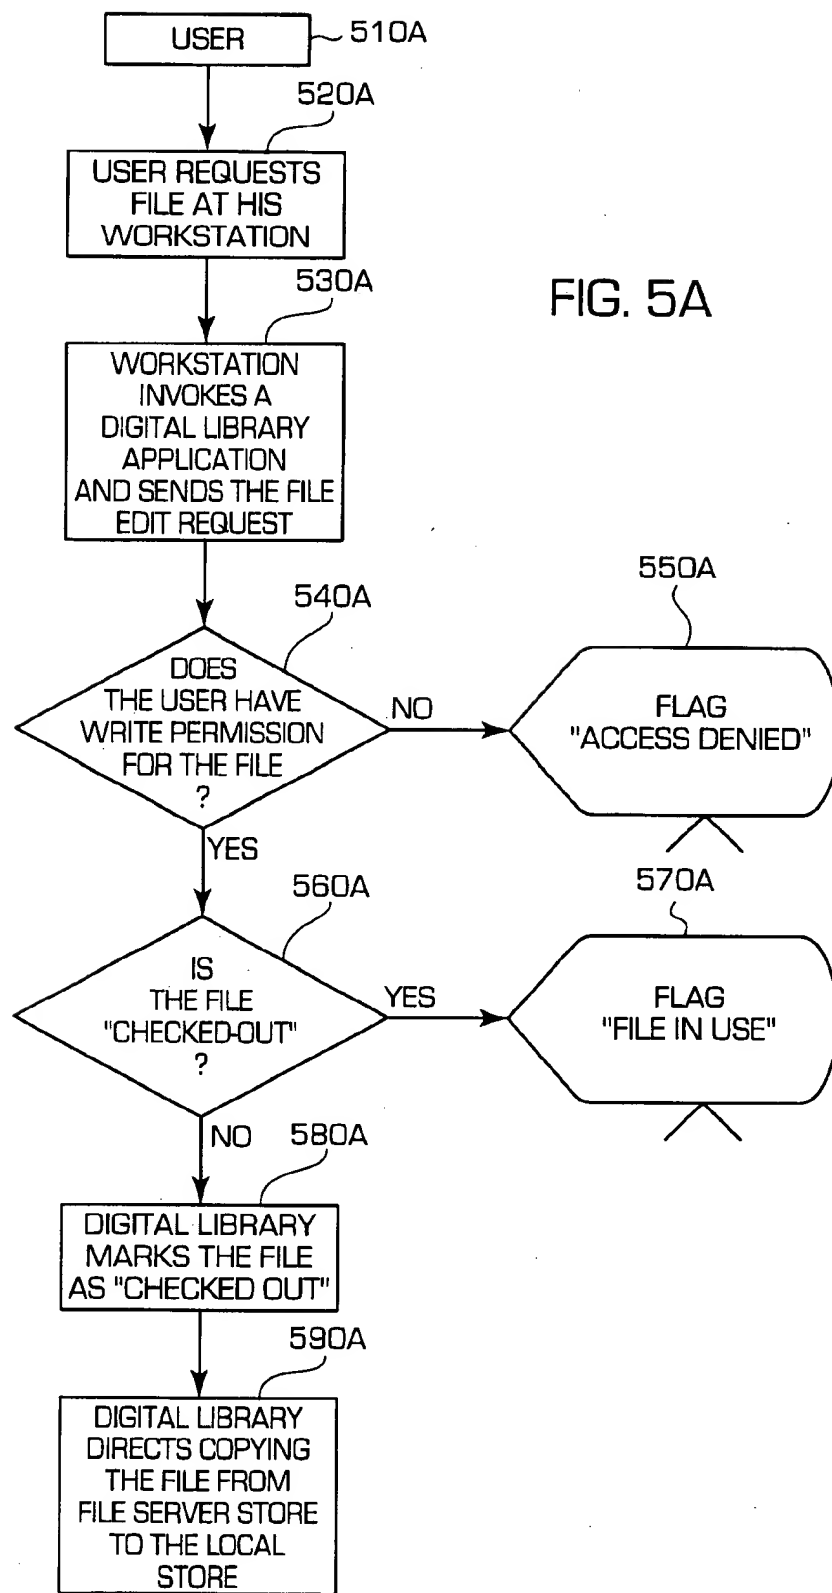 USER
510A
520A
USER REQUESTS
FILE AT HIS
WORKSTATION
530A
FIG. 5A
WORKSTATION
INVOKES A
DIGITAL LIBRARY
APPLICATION
AND SENDS THE FILE
EDIT REQUEST
540A
550A
DOES
THE USER HAVE
WRITE PERMISSION
FOR THE FILE
?
NO
FLAG
"ACCESS DENIED"
YES
560A
570A
IS
THE FILE
"CHECKED-OUT"
?
YES
FLAG
"FILE IN USE"
NO
580A
DIGITAL LIBRARY
MARKS THE FILE
AS "CHECKED OUT"
590A
DIGITAL LIBRARY
DIRECTS COPYING
THE FILE FROM
FILE SERVER STORE
TO THE LOCAL
STORE